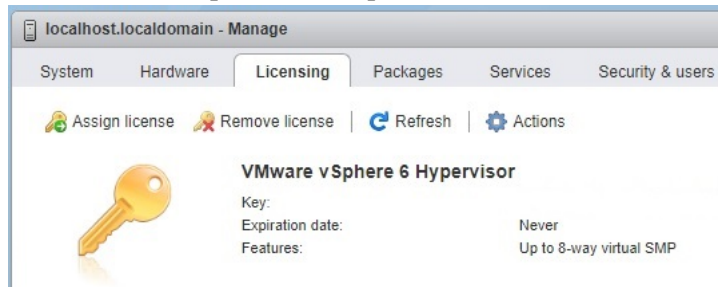 localhost.localdomain - Manage
System Hardware Licensing Packages Services Security & users
Assign license Remove license Refresh Actions
VMware vSphere 6 Hypervisor
Key:
Expiration date: Never
Features: Up to 8-way virtual SMP